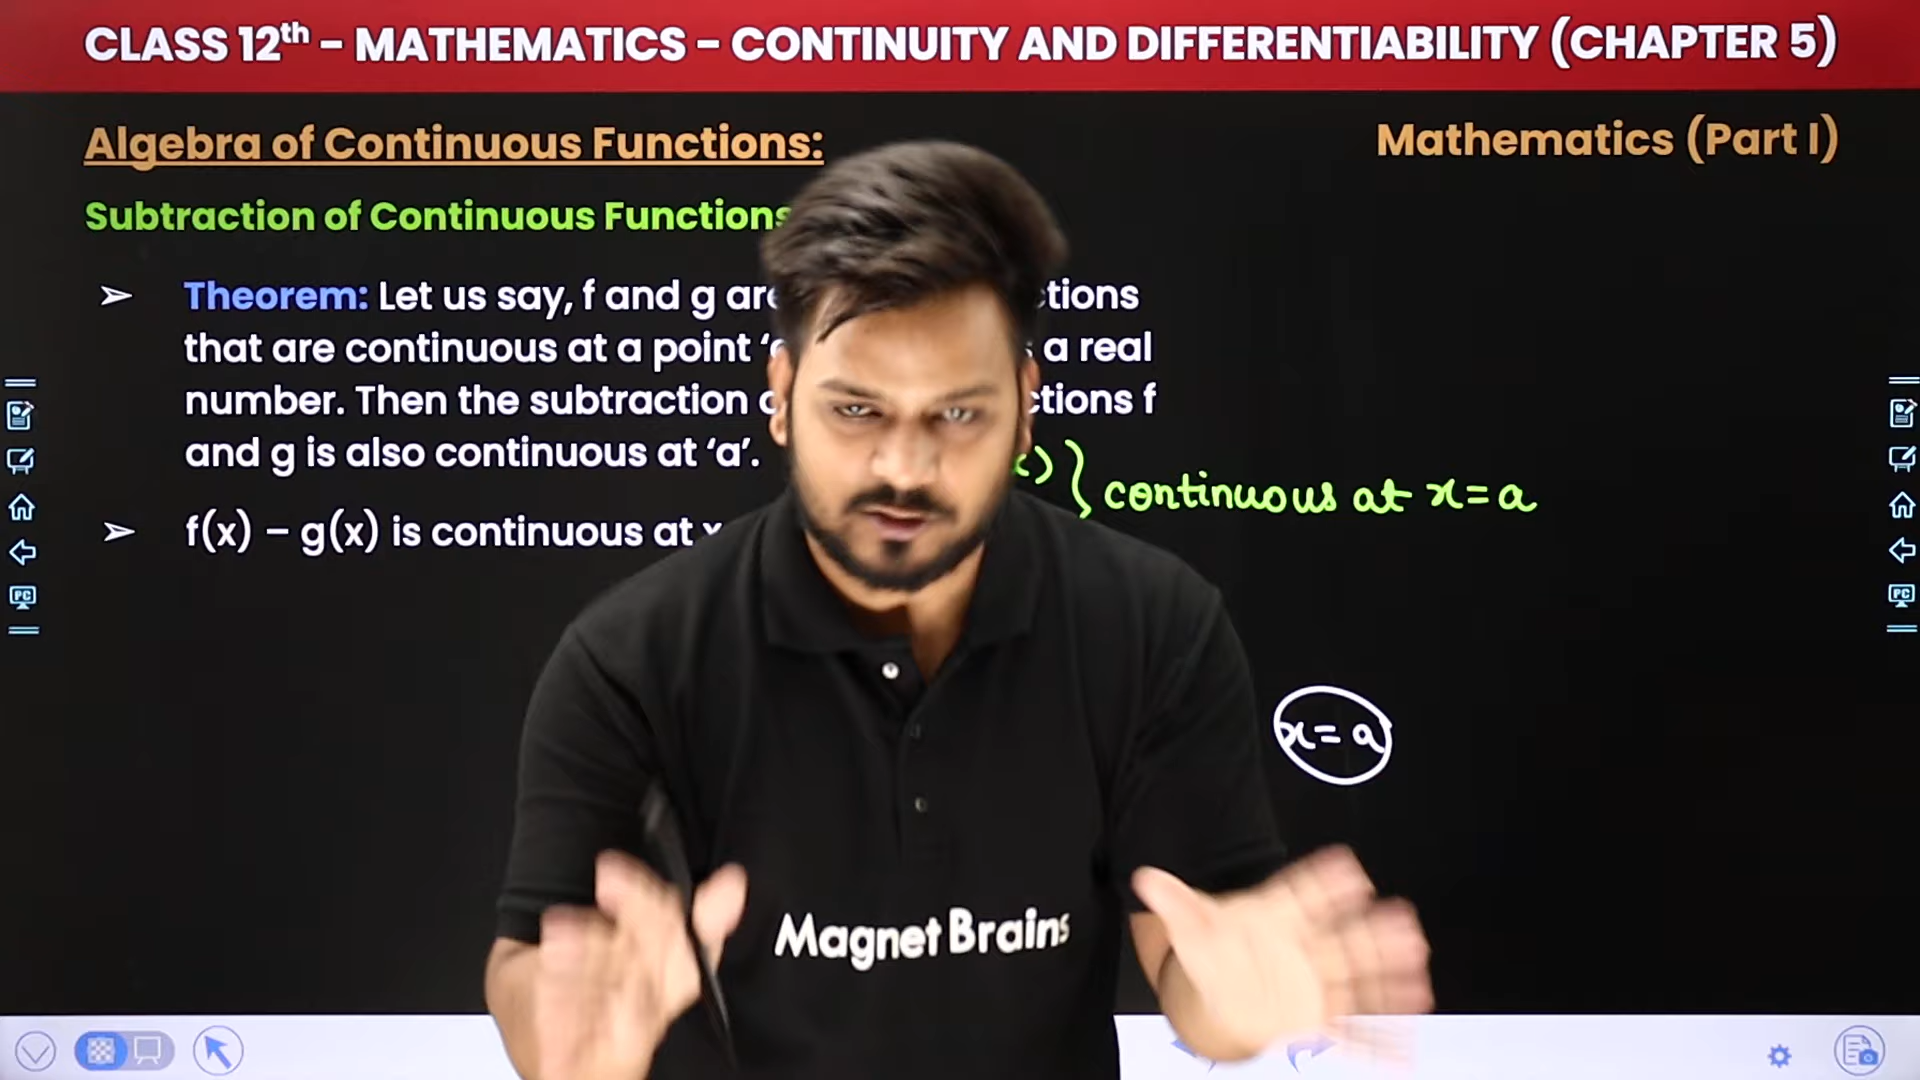 CLASS 12th - MATHEMATICS - CONTINUITY AND DIFFERENTIABILITY (CHAPTER 5)
Algebra of Continuous Functions:
Mathematics (Part I)
Subtraction of Continuous Functions
➢ Theorem: Let us say, f and g are
that are continuous at a point a real
number. Then the subtraction f
and g is also continuous at ‘a’.
} continuous at x = a
➢ f(x) – g(x) is continuous at
x = a
Magnet Brains
PC
PC